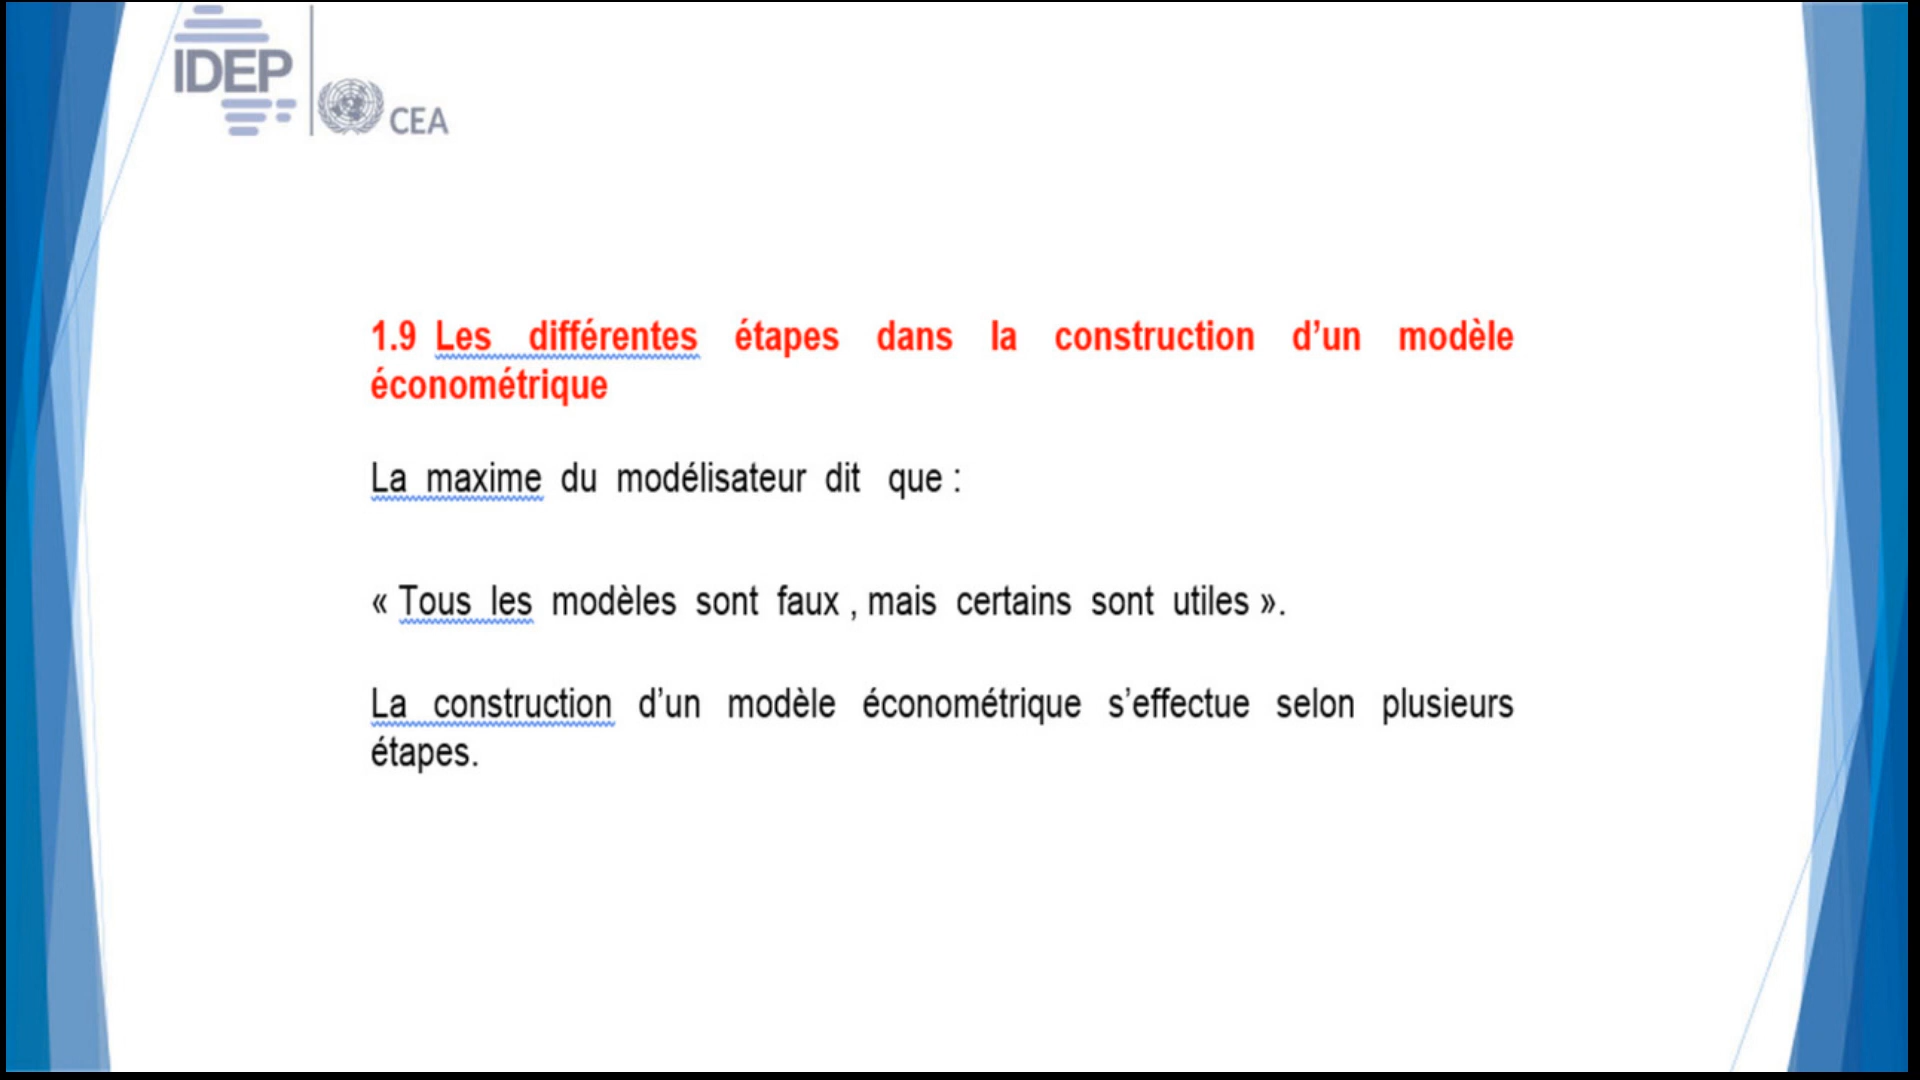 IDEP
CEA
1.9 Les différentes étapes dans la construction d’un modèle
économétrique
La maxime du modélisateur dit que :
« Tous les modèles sont faux , mais certains sont utiles ».
La construction d’un modèle économétrique s’effectue selon plusieurs
étapes.